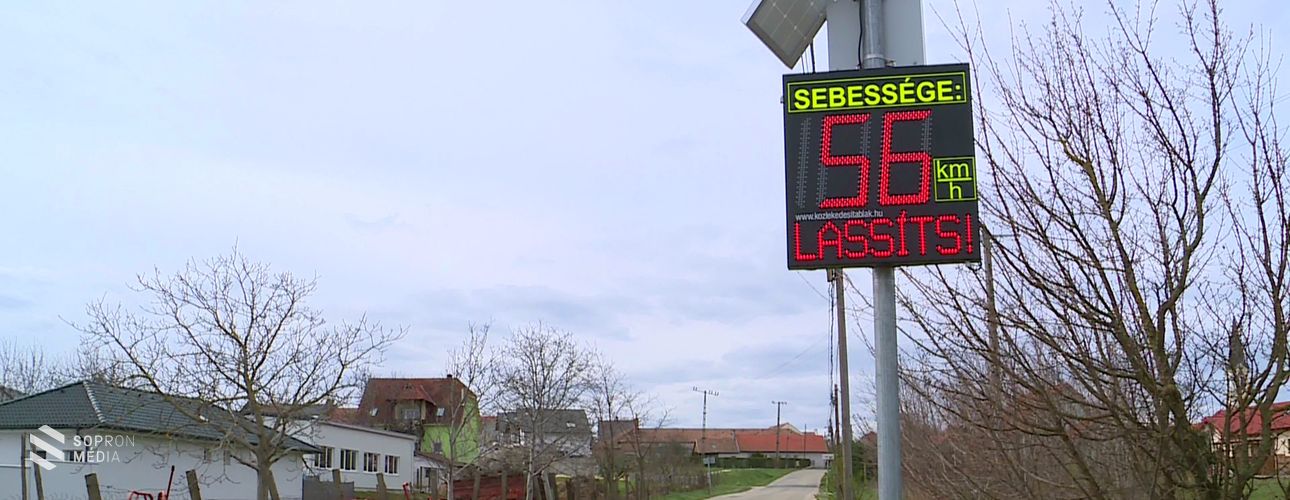 SEBESSÉGE:
56
km
h
www.kozlekedesitablak.hu
LASSÍTS!
SOPRON
MÉDIA